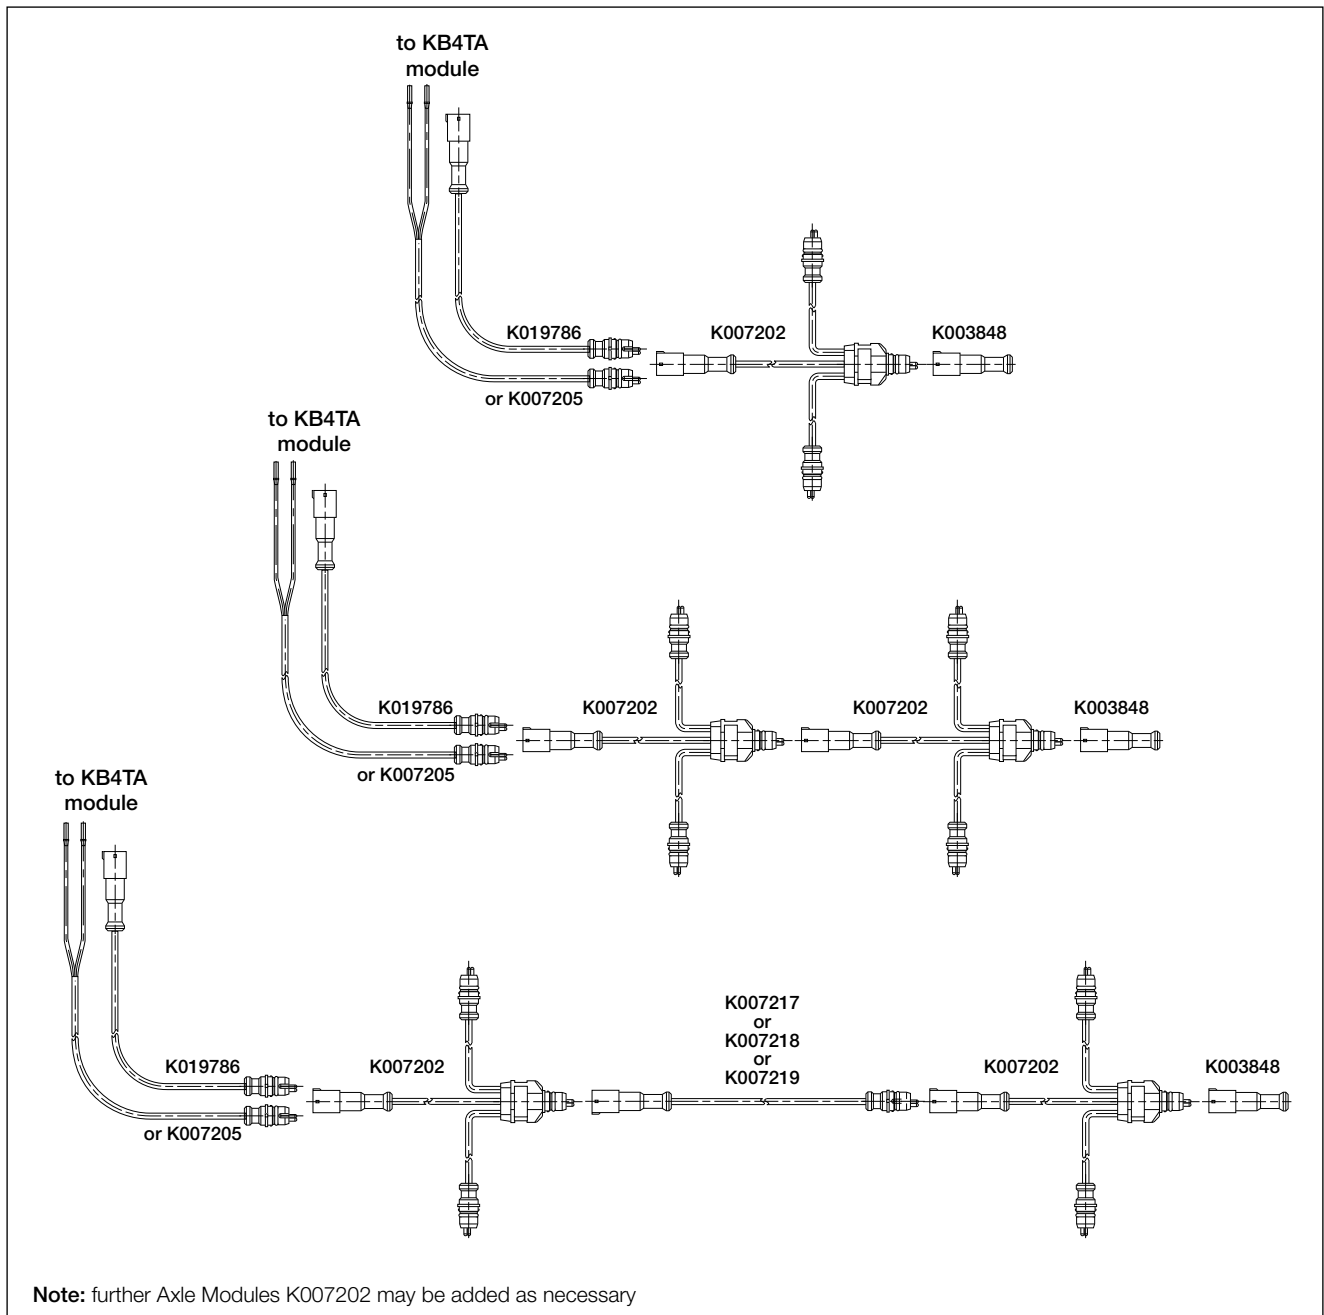 to KB4TA
module
K019786
K007202
K003848
or K007205
to KB4TA
module
K019786
K007202
K007202
K003848
or K007205
to KB4TA
module
K007217
or
K007218
or
K007219
K019786
K007202
K007202
K003848
or K007205
Note: further Axle Modules K007202 may be added as necessary